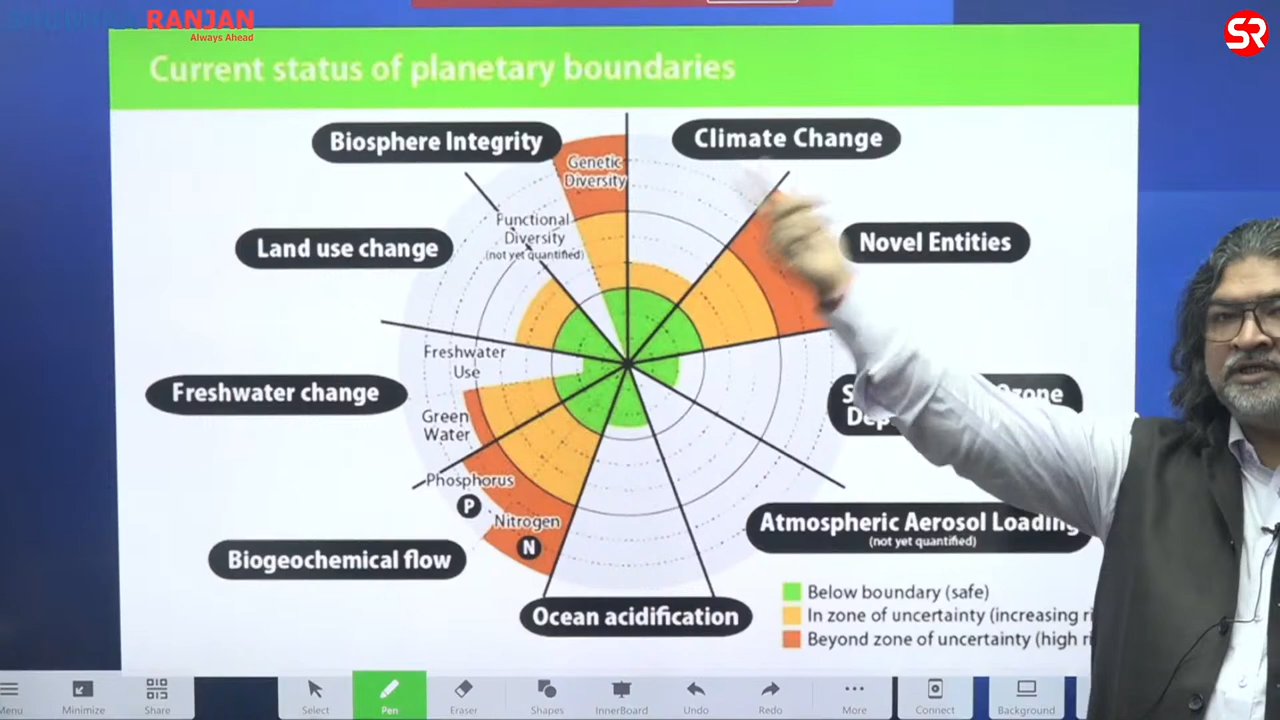 RANJAN
Always Ahead
SR
Current status of planetary boundaries
Biosphere Integrity
Climate Change
Genetic
Diversity
Functional
Diversity
(not yet quantified)
Land use change
Novel Entities
Freshwater
Use
Freshwater change
Green
Water
Phosphorus
P
Nitrogen
N
Atmospheric Aerosol Loading
(not yet quantified)
Biogeochemical flow
Ocean acidification
Below boundary (safe)
In zone of uncertainty (increasing
Beyond zone of uncertainty (high
Menu
Minimize
Share
Select
Pen
Eraser
Shapes
InnerBoard
Undo
Redo
More
Connect
Background